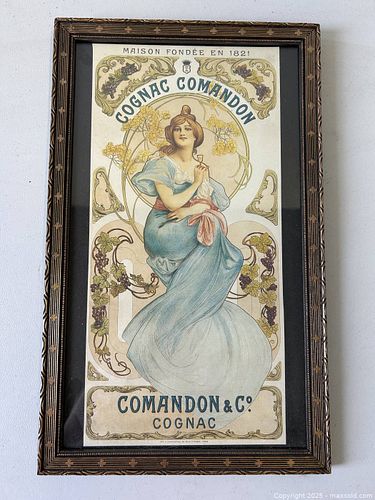 MAISON FONDÉE EN 1821
COGNAC COMANDON
COMANDON & Cº.
COGNAC
Copyright 2025 - maxsold.com